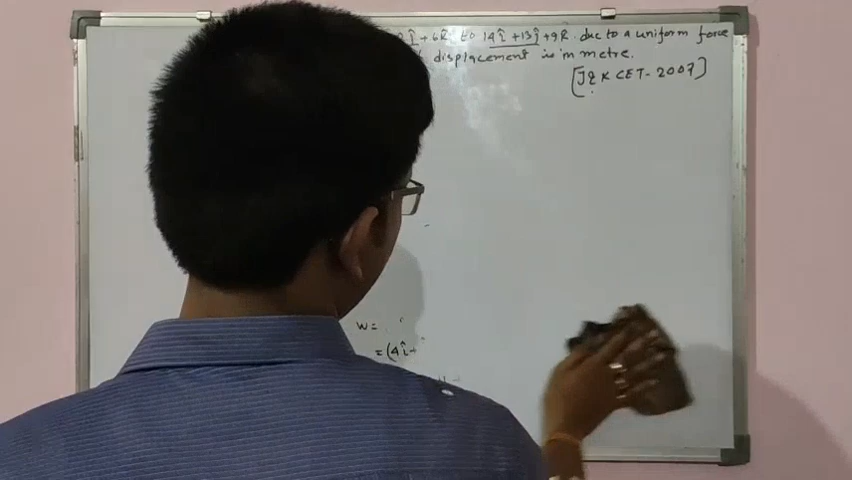 +6k̂ to 14î +13ĵ +9k̂ due to a uniform force
displacement is in metre.
[J & K CET- 2007]
W=
=(4î+